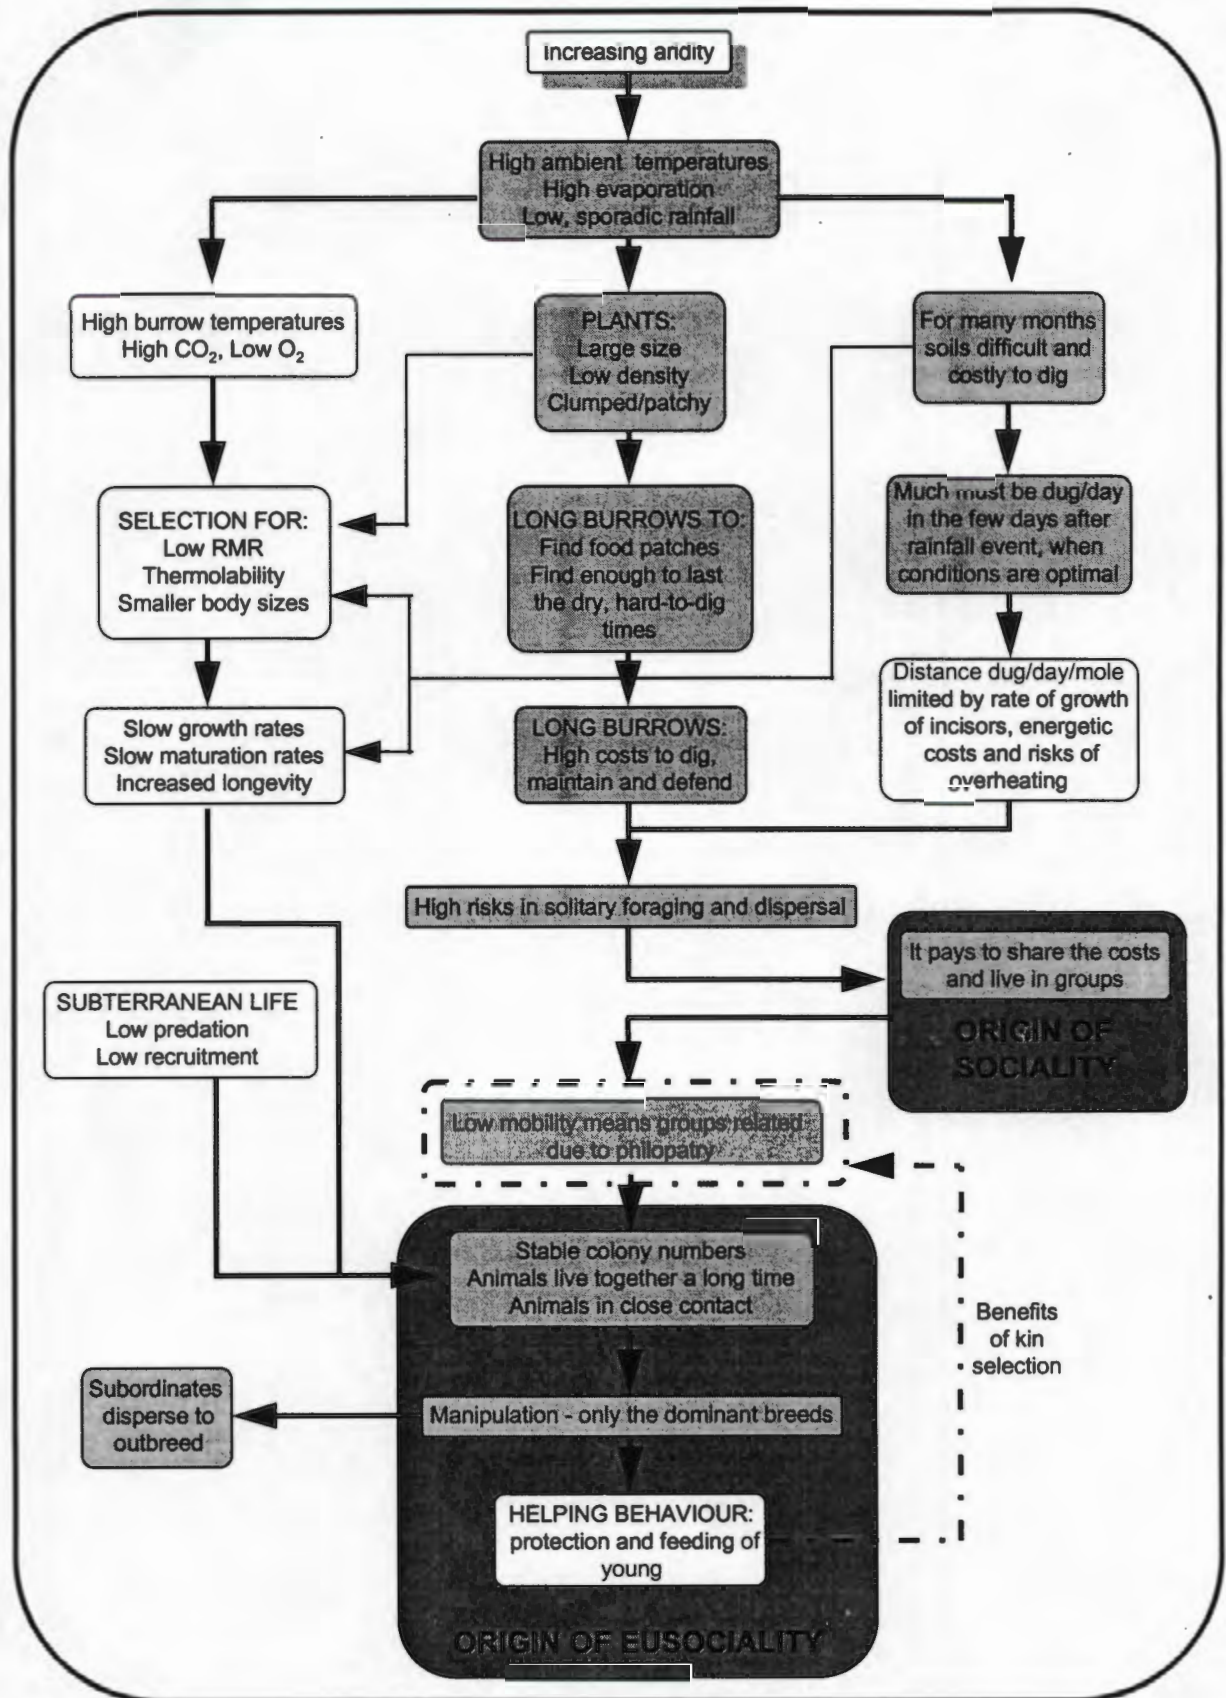 Increasing aridity
High ambient temperatures
High evaporation
Low, sporadic rainfall
High burrow temperatures
High CO₂, Low O₂
PLANTS:
Large size
Low density
Clumped/patchy
For many months
soils difficult and
costly to dig
SELECTION FOR:
Low RMR
Thermolability
Smaller body sizes
LONG BURROWS TO:
Find food patches
Find enough to last
the dry, hard-to-dig
times
Much must be dug/day
in the few days after
rainfall event, when
conditions are optimal
Slow growth rates
Slow maturation rates
Increased longevity
LONG BURROWS:
High costs to dig,
maintain and defend
Distance dug/day/mole
limited by rate of growth
of incisors, energetic
costs and risks of
overheating
High risks in solitary foraging and dispersal
It pays to share the costs
and live in groups
ORIGIN OF
SOCIALITY
SUBTERRANEAN LIFE
Low predation
Low recruitment
Low mobility means groups related
due to philopatry
Stable colony numbers
Animals live together a long time
Animals in close contact
Benefits
of kin
selection
Subordinates
disperse to
outbreed
Manipulation - only the dominant breeds
HELPING BEHAVIOUR:
protection and feeding of
young
ORIGIN OF EUSOCIALITY